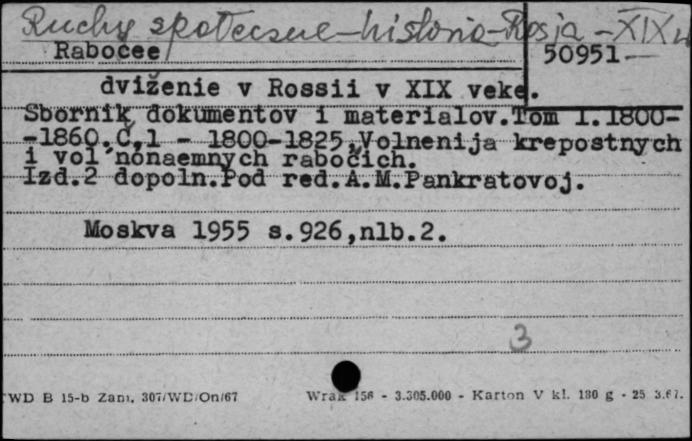 Ruchy społeczne - historia - Rosja - XIX w
Rabočee 50951-
dviženie v Rossii v XIX veke.
Sbornik dokumentov i materialov.Tom I.1800-
-1860.Č,1 - 1800-1825,Volnenija krepostnych
i vol'nonaemnych rabočich.
Izd.2 dopoln.Pod red.A.M.Pankratovoj.
Moskva 1955 s.926,nlb.2.
3
WD B 15-b Zam. 307/WD/On/67 Wrak 156 - 3.305.000 - Karton V kl. 180 g - 25 3.67.